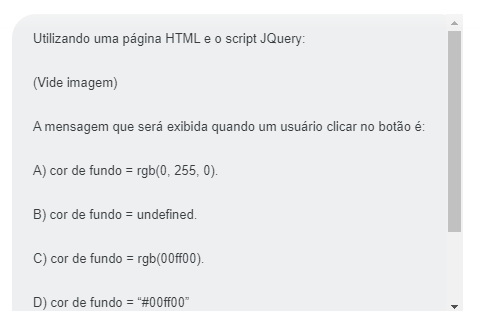 Utilizando uma página HTML e o script JQuery:
(Vide imagem)
A mensagem que será exibida quando um usuário clicar no botão é:
A) cor de fundo = rgb(0, 255, 0).
B) cor de fundo = undefined.
C) cor de fundo = rgb(00ff00).
D) cor de fundo = “#00ff00”